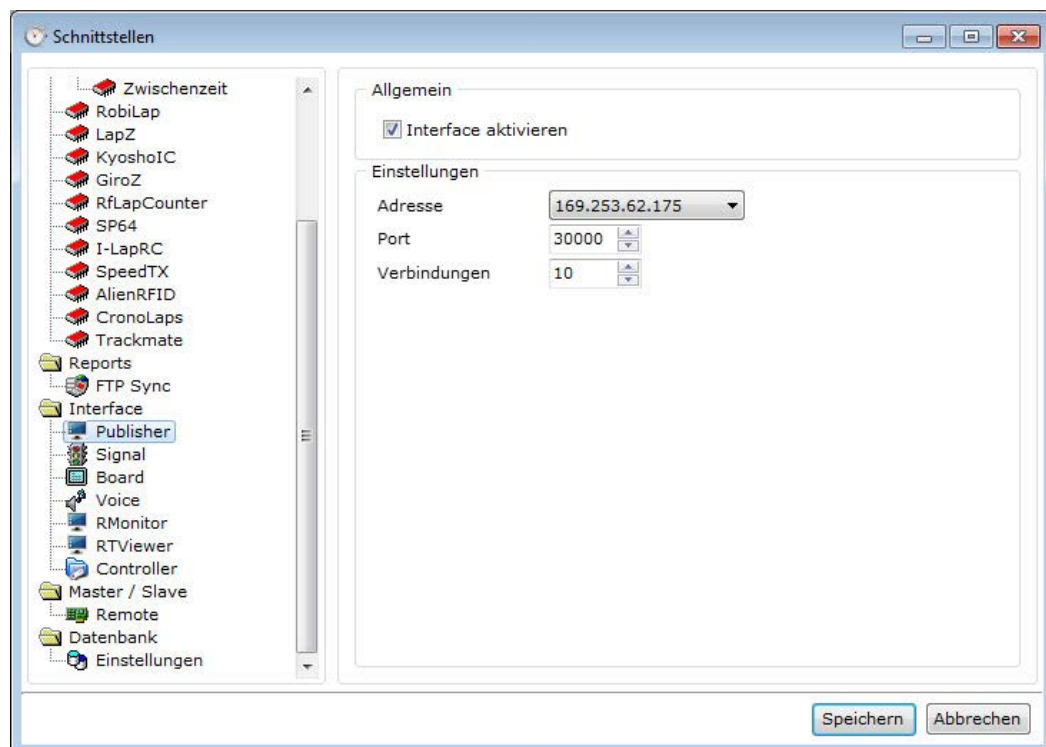 Schnittstellen
Zwischenzeit
RobiLap
LapZ
KyoshoIC
GiroZ
RfLapCounter
SP64
I-LapRC
SpeedTX
AlienRFID
CronoLaps
Trackmate
Reports
FTP Sync
Interface
Publisher
Signal
Board
Voice
RMonitor
RTViewer
Controller
Master / Slave
Remote
Datenbank
Einstellungen
Allgemein
Interface aktivieren
Einstellungen
Adresse 169.253.62.175
Port 30000
Verbindungen 10
Speichern Abbrechen